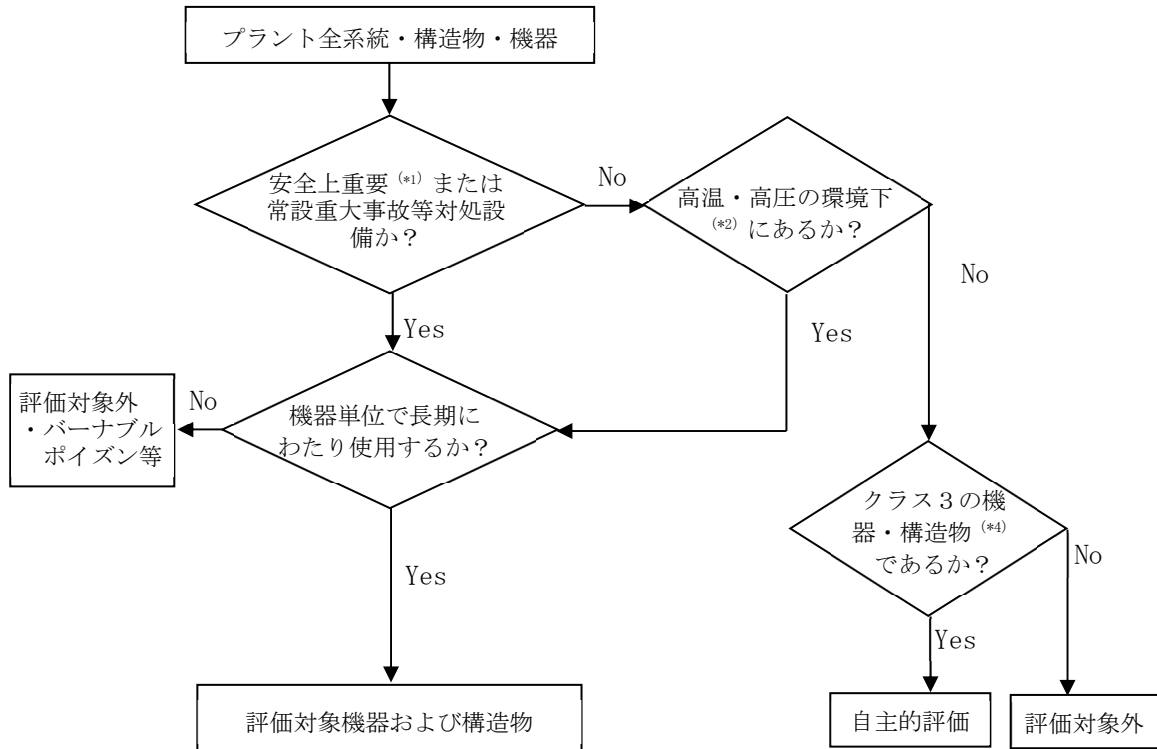 プラント全系統・構造物・機器
安全上重要(*1)または
常設重大事故等対処設
備か？
No
高温・高圧の環境下
(*2)にあるか？
No
Yes
Yes
評価対象外
・バーナブル
ポイズン等
No
機器単位で長期に
わたり使用するか？
クラス３の機
器・構造物(*4)
であるか？
No
Yes
Yes
評価対象機器および構造物
自主的評価
評価対象外